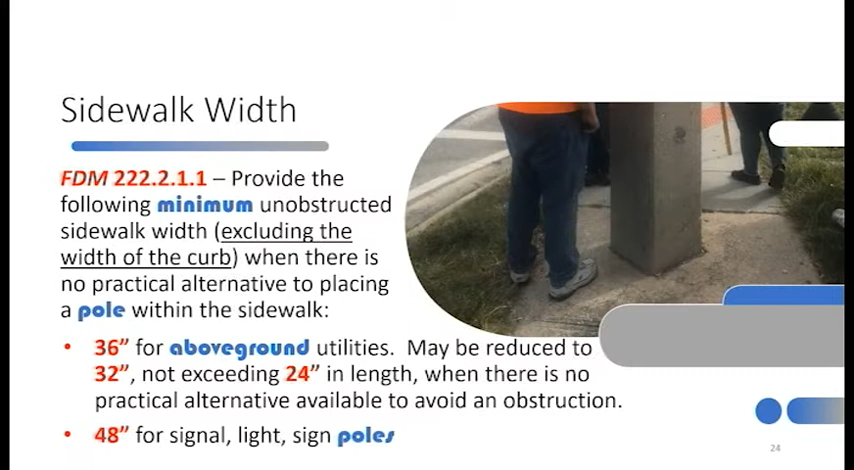 Sidewalk Width
FDM 222.2.1.1 – Provide the
following minimum unobstructed
sidewalk width (excluding the
width of the curb) when there is
no practical alternative to placing
a pole within the sidewalk:
• 36” for aboveground utilities.  May be reduced to
32”, not exceeding 24” in length, when there is no
practical alternative available to avoid an obstruction.
• 48” for signal, light, sign poles
24